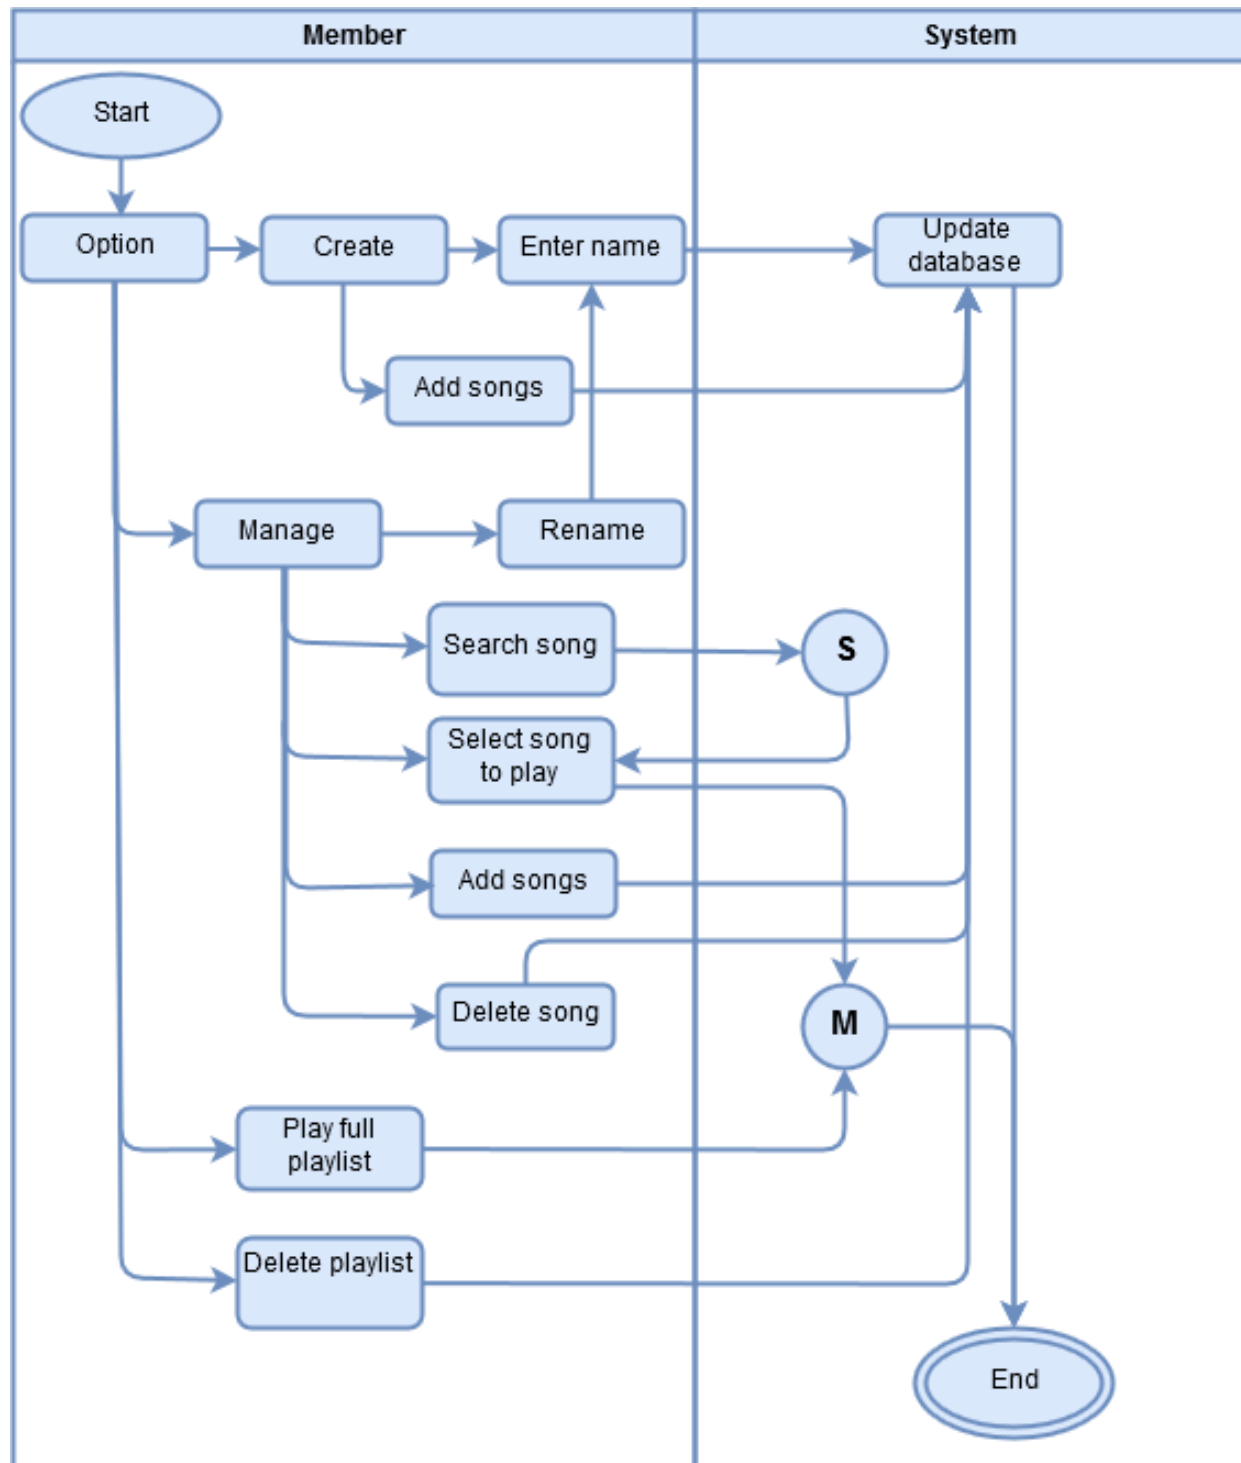 Member
System
Start
Option
Create
Enter name
Update
database
Add songs
Manage
Rename
Search song
S
Select song
to play
Add songs
Delete song
M
Play full
playlist
Delete playlist
End